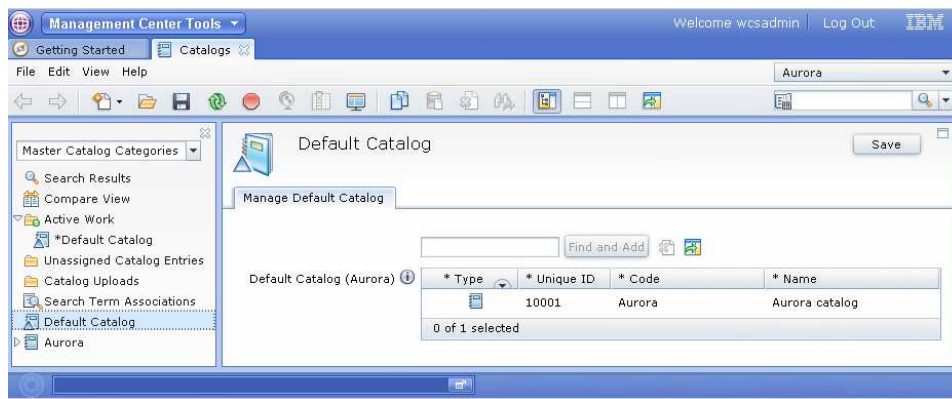 Management Center Tools
Welcome wcsadmin Log Out IBM
Getting Started Catalogs
File Edit View Help
Aurora
Master Catalog Categories
Search Results
Compare View
Active Work
*Default Catalog
Unassigned Catalog Entries
Catalog Uploads
Search Term Associations
Default Catalog
Aurora
Default Catalog
Save
Manage Default Catalog
Find and Add
Default Catalog (Aurora)
* Type * Unique ID * Code * Name
10001 Aurora Aurora catalog
0 of 1 selected